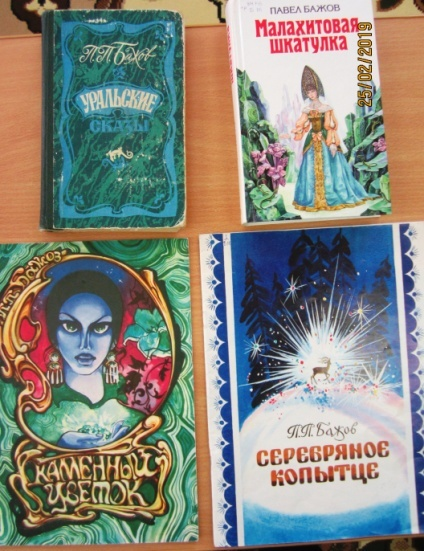 П.П.Бажов
УРАЛЬСКИЕ
СКАЗЫ
ПАВЕЛ БАЖОВ
МАЛАХИТОВАЯ
ШКАТУЛКА
25/02/2019
П.П.БАЖОВ
КАМЕННЫЙ
ЦВЕТОК
П.П.Бажов
СЕРЕБРЯНОЕ
КОПЫТЦЕ